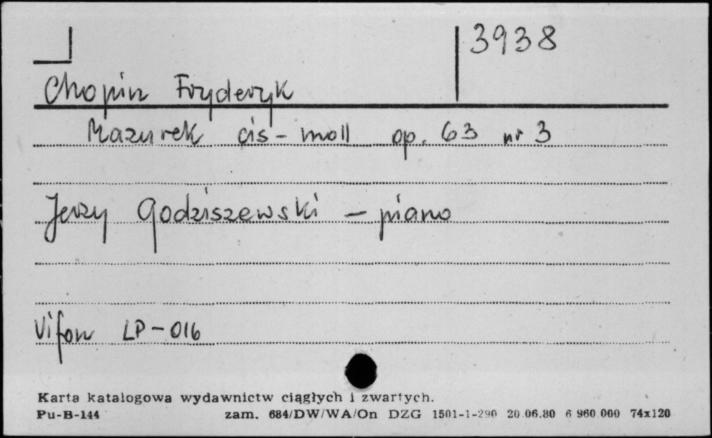 3938
Chopin Fryderyk
Mazurek cis-moll op. 63 nr 3
Jerzy Godziszewski - piano
Vifon LP-016
Karta katalogowa wydawnictw ciągłych i zwartych.
Pu-B-144 zam. 684/DW/WA/On DZG 1501-1-290 20.06.80 6 960 000 74x120